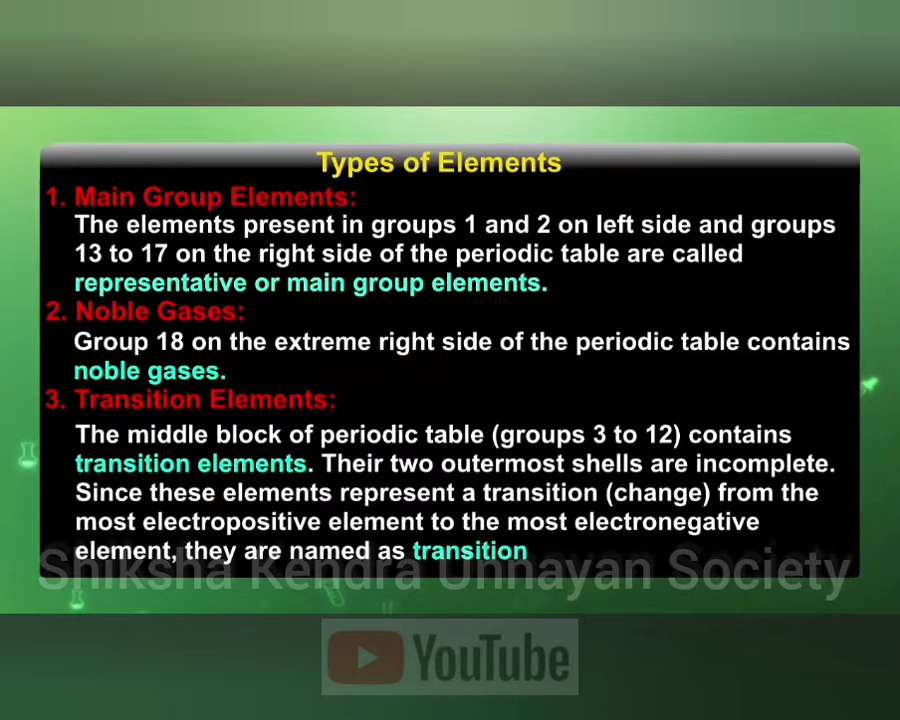 Types of Elements
1. Main Group Elements:
The elements present in groups 1 and 2 on left side and groups
13 to 17 on the right side of the periodic table are called
representative or main group elements.
2. Noble Gases:
Group 18 on the extreme right side of the periodic table contains
noble gases.
3. Transition Elements:
The middle block of periodic table (groups 3 to 12) contains
transition elements. Their two outermost shells are incomplete.
Since these elements represent a transition (change) from the
most electropositive element to the most electronegative
element, they are named as transition
Shiksha Kendra Unnayan Society
YouTube